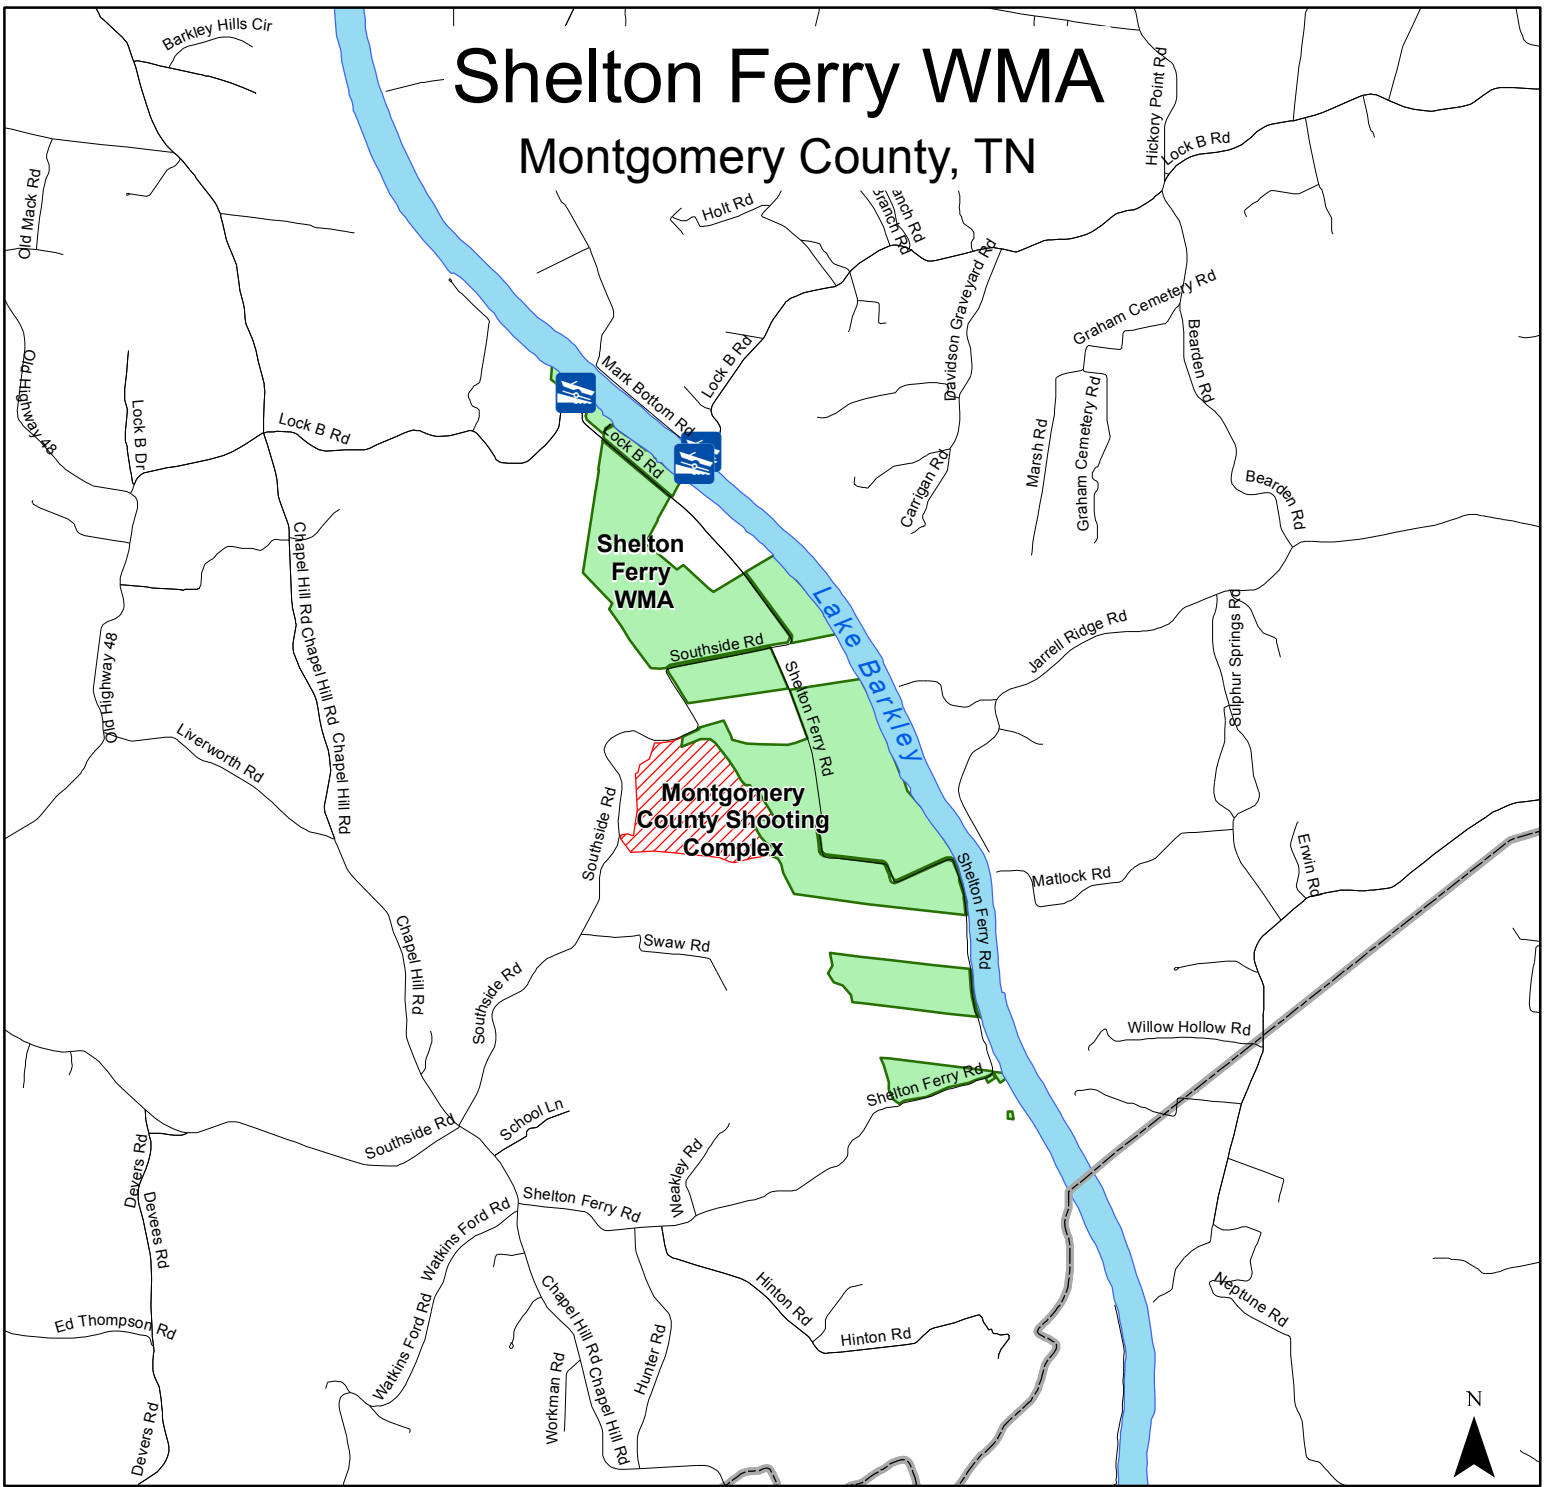 Shelton Ferry WMA
Montgomery County, TN
Barkley Hills Cir
Hickory Point Rd
Lock B Rd
Old Mack Rd
Holt Rd
Branch Rd
anch Rd
Davidson Graveyard Rd
Graham Cemetery Rd
Bearden Rd
Old Highway 48
Lock B Dr
Lock B Rd
Mark Bottom Rd
Lock B Rd
Lock B Rd
Marsh Rd
Graham Cemetery Rd
Carrigan Rd
Bearden Rd
Shelton
Ferry
WMA
Chapel Hill Rd
Chapel Hill Rd
Chapel Hill Rd
Lake Barkley
Southside Rd
Jarrell Ridge Rd
Sulphur Springs Rd
Old Highway 48
Liverworth Rd
Shelton Ferry Rd
Montgomery
County Shooting
Complex
Southside Rd
Erwin Rd
Matlock Rd
Shelton Ferry Rd
Chapel Hill Rd
Swaw Rd
Southside Rd
Willow Hollow Rd
Shelton Ferry Rd
School Ln
Southside Rd
Devers Rd
Weakley Rd
Devees Rd
Shelton Ferry Rd
Watkins Ford Rd
Hinton Rd
Hinton Rd
Neptune Rd
Ed Thompson Rd
Watkins Ford Rd
Chapel Hill Rd
Chapel Hill Rd
Hunter Rd
Workman Rd
Devers Rd
N